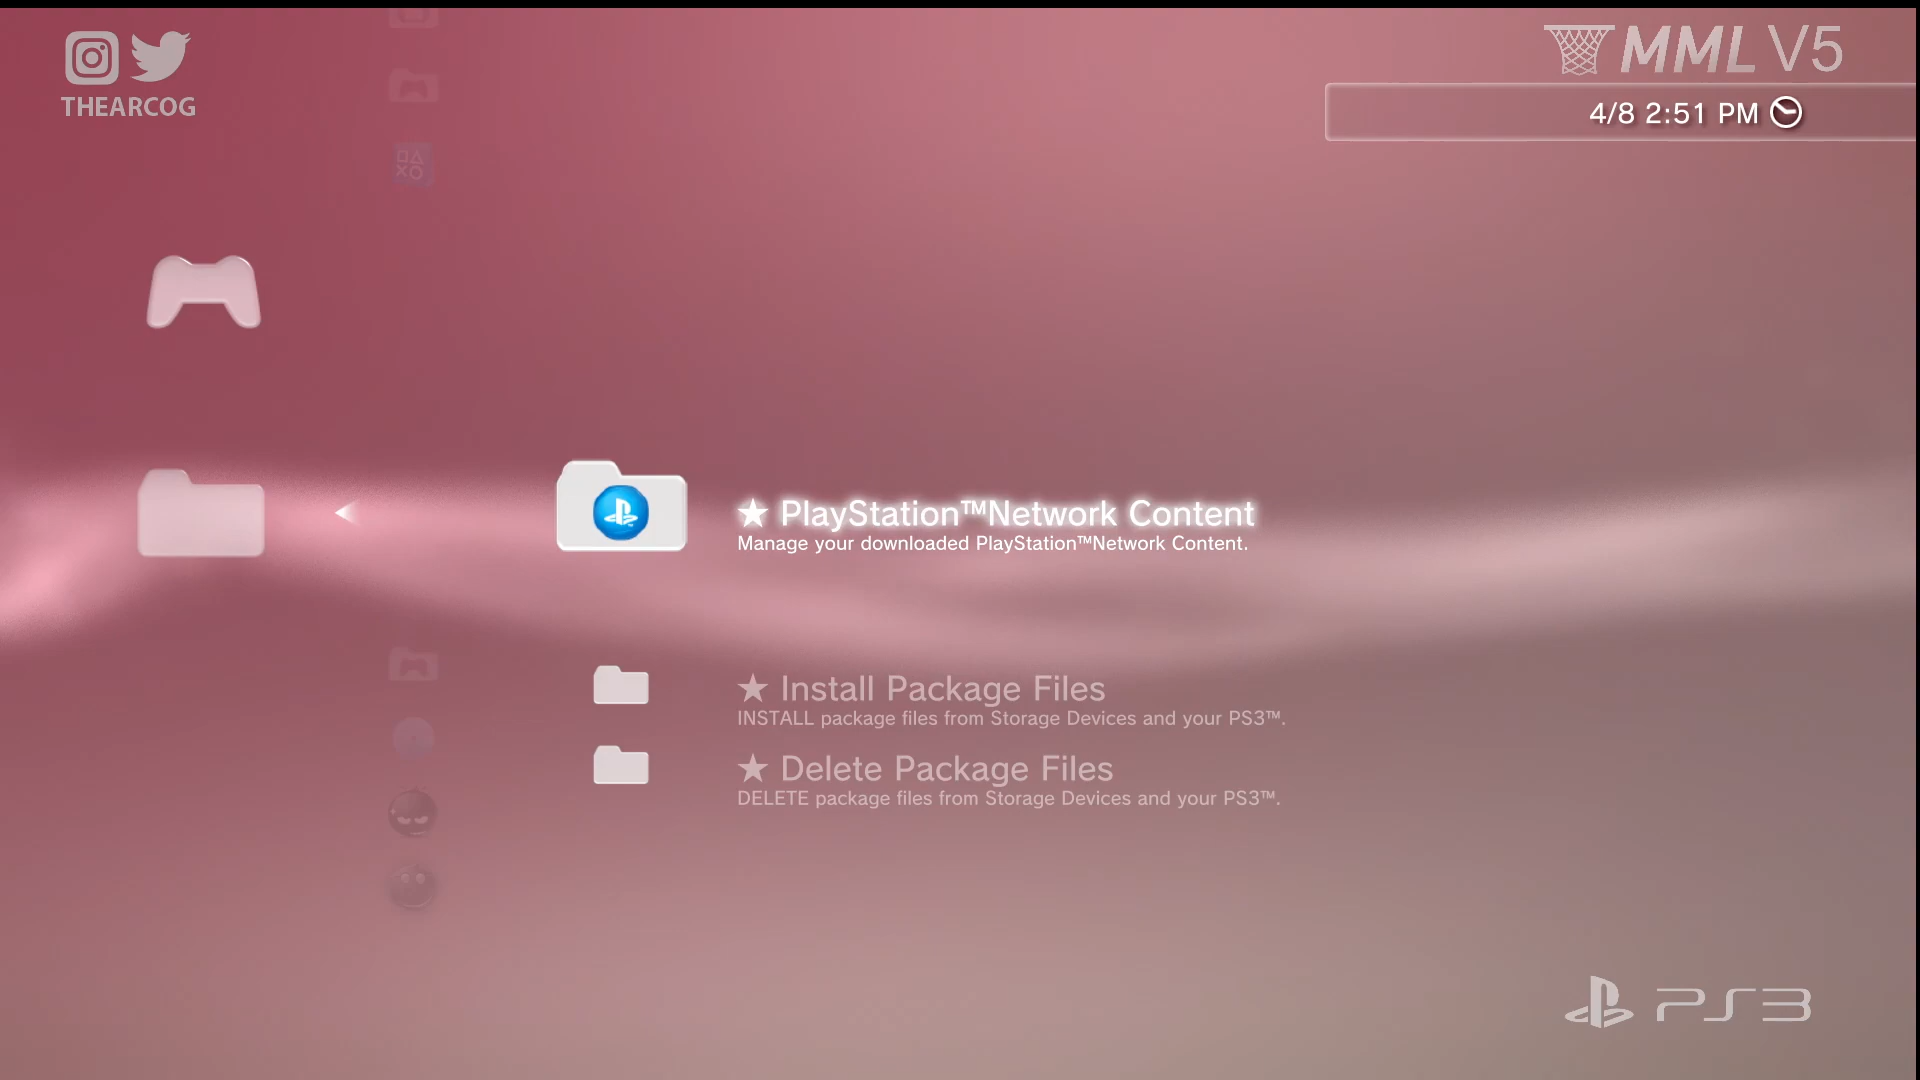 THEARCOG
MML V5
4/8 2:51 PM
★ PlayStation™Network Content
Manage your downloaded PlayStation™Network Content.
★ Install Package Files
INSTALL package files from Storage Devices and your PS3™.
★ Delete Package Files
DELETE package files from Storage Devices and your PS3™.
PS3